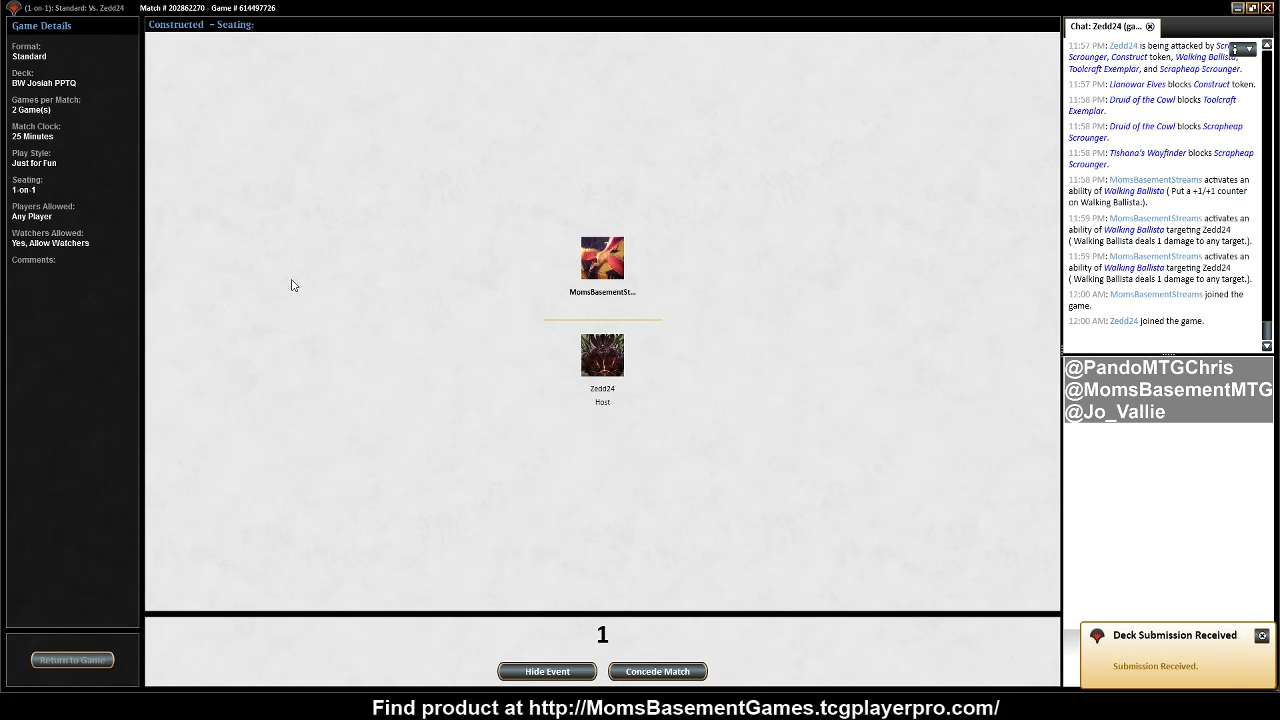 (1-on-1): Standard: Vs. Zedd24
Match # 202862270 - Game # 614497726
Game Details
Format:
Standard
Deck:
BW Josiah PPTQ
Games per Match:
2 Game(s)
Match Clock:
25 Minutes
Play Style:
Just for Fun
Seating:
1-on-1
Players Allowed:
Any Player
Watchers Allowed:
Yes, Allow Watchers
Comments:
Return to Game
Constructed - Seating:
MomsBasementSt...
Zedd24
Host
1
Hide Event
Concede Match
Chat: Zedd24 (ga...
11:57 PM: Zedd24 is being attacked by
Scrounger, Construct token, Walking Ballista,
Toolcraft Exemplar, and Scrapheap Scrounger.
11:57 PM: Llanowar Elves blocks Construct token.
11:58 PM: Druid of the Cowl blocks Toolcraft
Exemplar.
11:58 PM: Druid of the Cowl blocks Scrapheap
Scrounger.
11:58 PM: Tishana's Wayfinder blocks Scrapheap
Scrounger.
11:58 PM: MomsBasementStreams activates an
ability of Walking Ballista ( Put a +1/+1 counter
on Walking Ballista.).
11:59 PM: MomsBasementStreams activates an
ability of Walking Ballista targeting Zedd24
( Walking Ballista deals 1 damage to any target.).
11:59 PM: MomsBasementStreams activates an
ability of Walking Ballista targeting Zedd24
( Walking Ballista deals 1 damage to any target.).
12:00 AM: MomsBasementStreams joined the
game.
12:00 AM: Zedd24 joined the game.
@PandoMTGChris
@MomsBasementMTG
@Jo_Vallie
Deck Submission Received
Submission Received.
Find product at http://MomsBasementGames.tcgplayerpro.com/